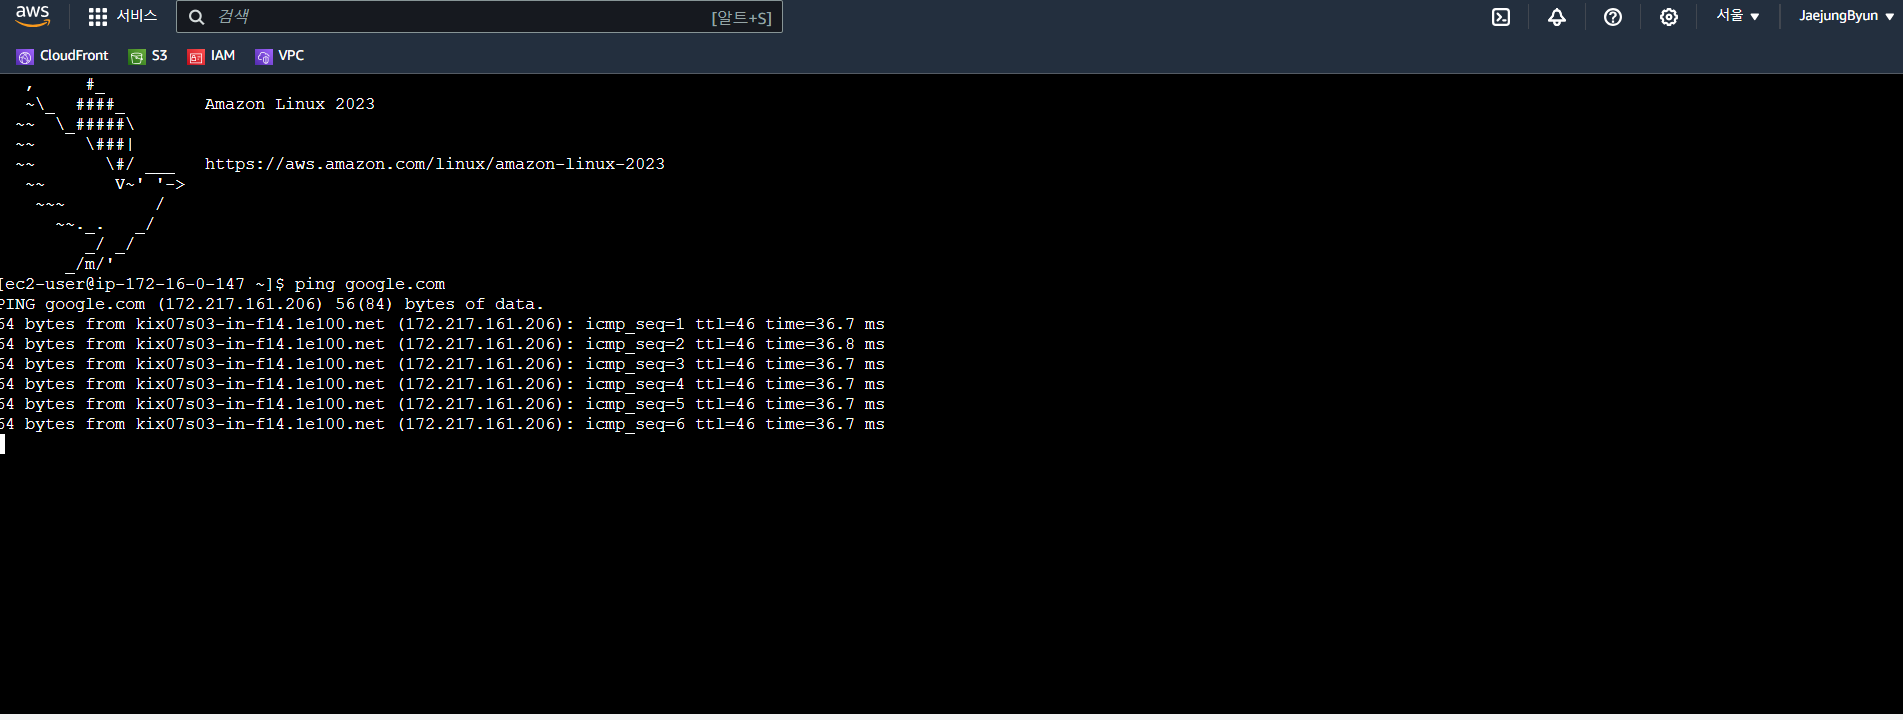 aws 서비스 검색 [알트+S] 서울 ▼ JaejungByun ▼
CloudFront S3 IAM VPC
  ,     #_
  ~\_  ####_        Amazon Linux 2023
 ~~  \_#####\
 ~~     \###|
 ~~       \#/ ___   https://aws.amazon.com/linux/amazon-linux-2023
  ~~       V~' '->
   ~~~         /
     ~~._.   _/
        _/ _/
      _/m/'
[ec2-user@ip-172-16-0-147 ~]$ ping google.com
PING google.com (172.217.161.206) 56(84) bytes of data.
64 bytes from kix07s03-in-f14.1e100.net (172.217.161.206): icmp_seq=1 ttl=46 time=36.7 ms
64 bytes from kix07s03-in-f14.1e100.net (172.217.161.206): icmp_seq=2 ttl=46 time=36.8 ms
64 bytes from kix07s03-in-f14.1e100.net (172.217.161.206): icmp_seq=3 ttl=46 time=36.7 ms
64 bytes from kix07s03-in-f14.1e100.net (172.217.161.206): icmp_seq=4 ttl=46 time=36.7 ms
64 bytes from kix07s03-in-f14.1e100.net (172.217.161.206): icmp_seq=5 ttl=46 time=36.7 ms
64 bytes from kix07s03-in-f14.1e100.net (172.217.161.206): icmp_seq=6 ttl=46 time=36.7 ms